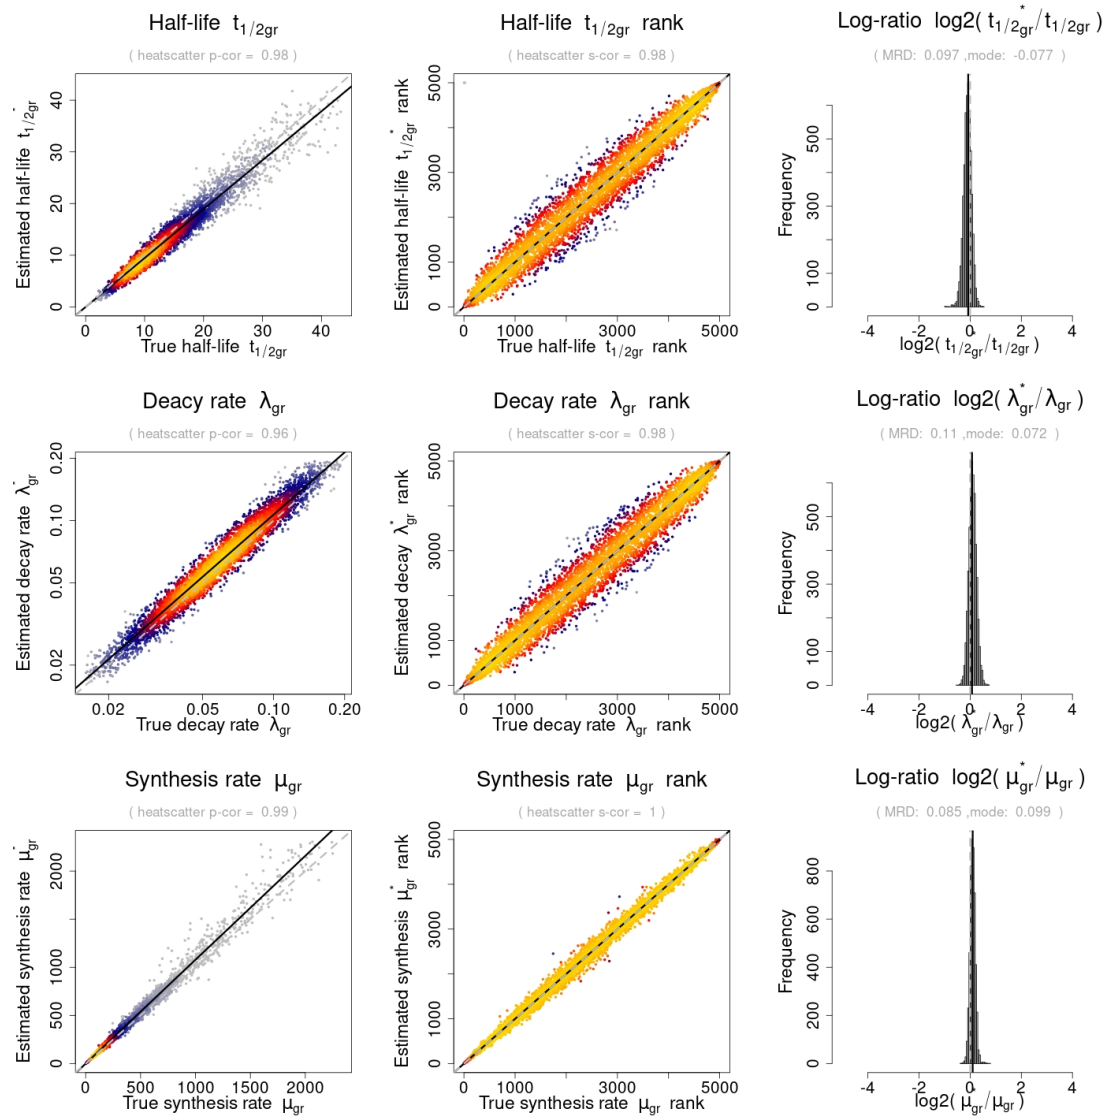 Half-life t1/2gr
( heatscatter p-cor = 0.98 )
Estimated half-life t*1/2gr
0 10 20 30 40
0 10 20 30 40
True half-life t1/2gr
Half-life t1/2gr rank
( heatscatter s-cor = 0.98 )
Estimated half-life t*1/2gr rank
0 1000 3000 5000
0 1000 3000 5000
True half-life t1/2gr rank
Log-ratio log2( t*1/2gr/t1/2gr )
( MRD: 0.097 ,mode: -0.077 )
Frequency
0 100 300 500
-4 -2 0 2 4
log2( t1/2gr/t1/2gr )
Deacy rate λgr
( heatscatter p-cor = 0.96 )
Estimated decay rate λ*gr
0.02 0.05 0.10 0.20
0.02 0.05 0.10 0.20
True decay rate λgr
Decay rate λgr rank
( heatscatter s-cor = 0.98 )
Estimated decay λ*gr rank
0 1000 3000 5000
0 1000 3000 5000
True decay rate λgr rank
Log-ratio log2( λ*gr/λgr )
( MRD: 0.11 ,mode: 0.072 )
Frequency
0 100 300 500
-4 -2 0 2 4
log2( λgr/λgr )
Synthesis rate μgr
( heatscatter p-cor = 0.99 )
Estimated synthesis rate μ*gr
0 500 1000 2000
0 500 1000 1500 2000
True synthesis rate μgr
Synthesis rate μgr rank
( heatscatter s-cor = 1 )
Estimated synthesis μ*gr rank
0 1000 3000 5000
0 1000 3000 5000
True synthesis rate μgr rank
Log-ratio log2( μ*gr/μgr )
( MRD: 0.085 ,mode: 0.099 )
Frequency
0 200 400 600 800
-4 -2 0 2 4
log2( μgr/μgr )